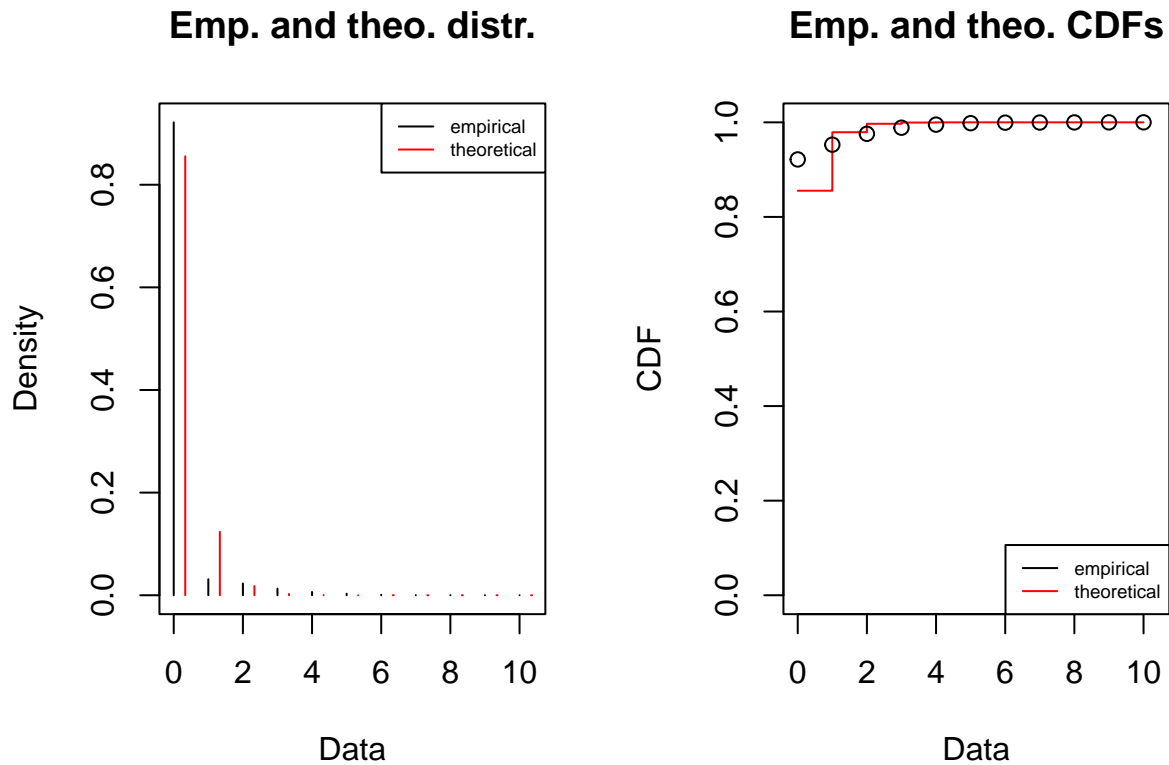 Emp. and theo. distr.
empirical
theoretical
Density
0.0 0.2 0.4 0.6 0.8
0 2 4 6 8 10
Data
Emp. and theo. CDFs
CDF
0.0 0.2 0.4 0.6 0.8 1.0
empirical
theoretical
0 2 4 6 8 10
Data